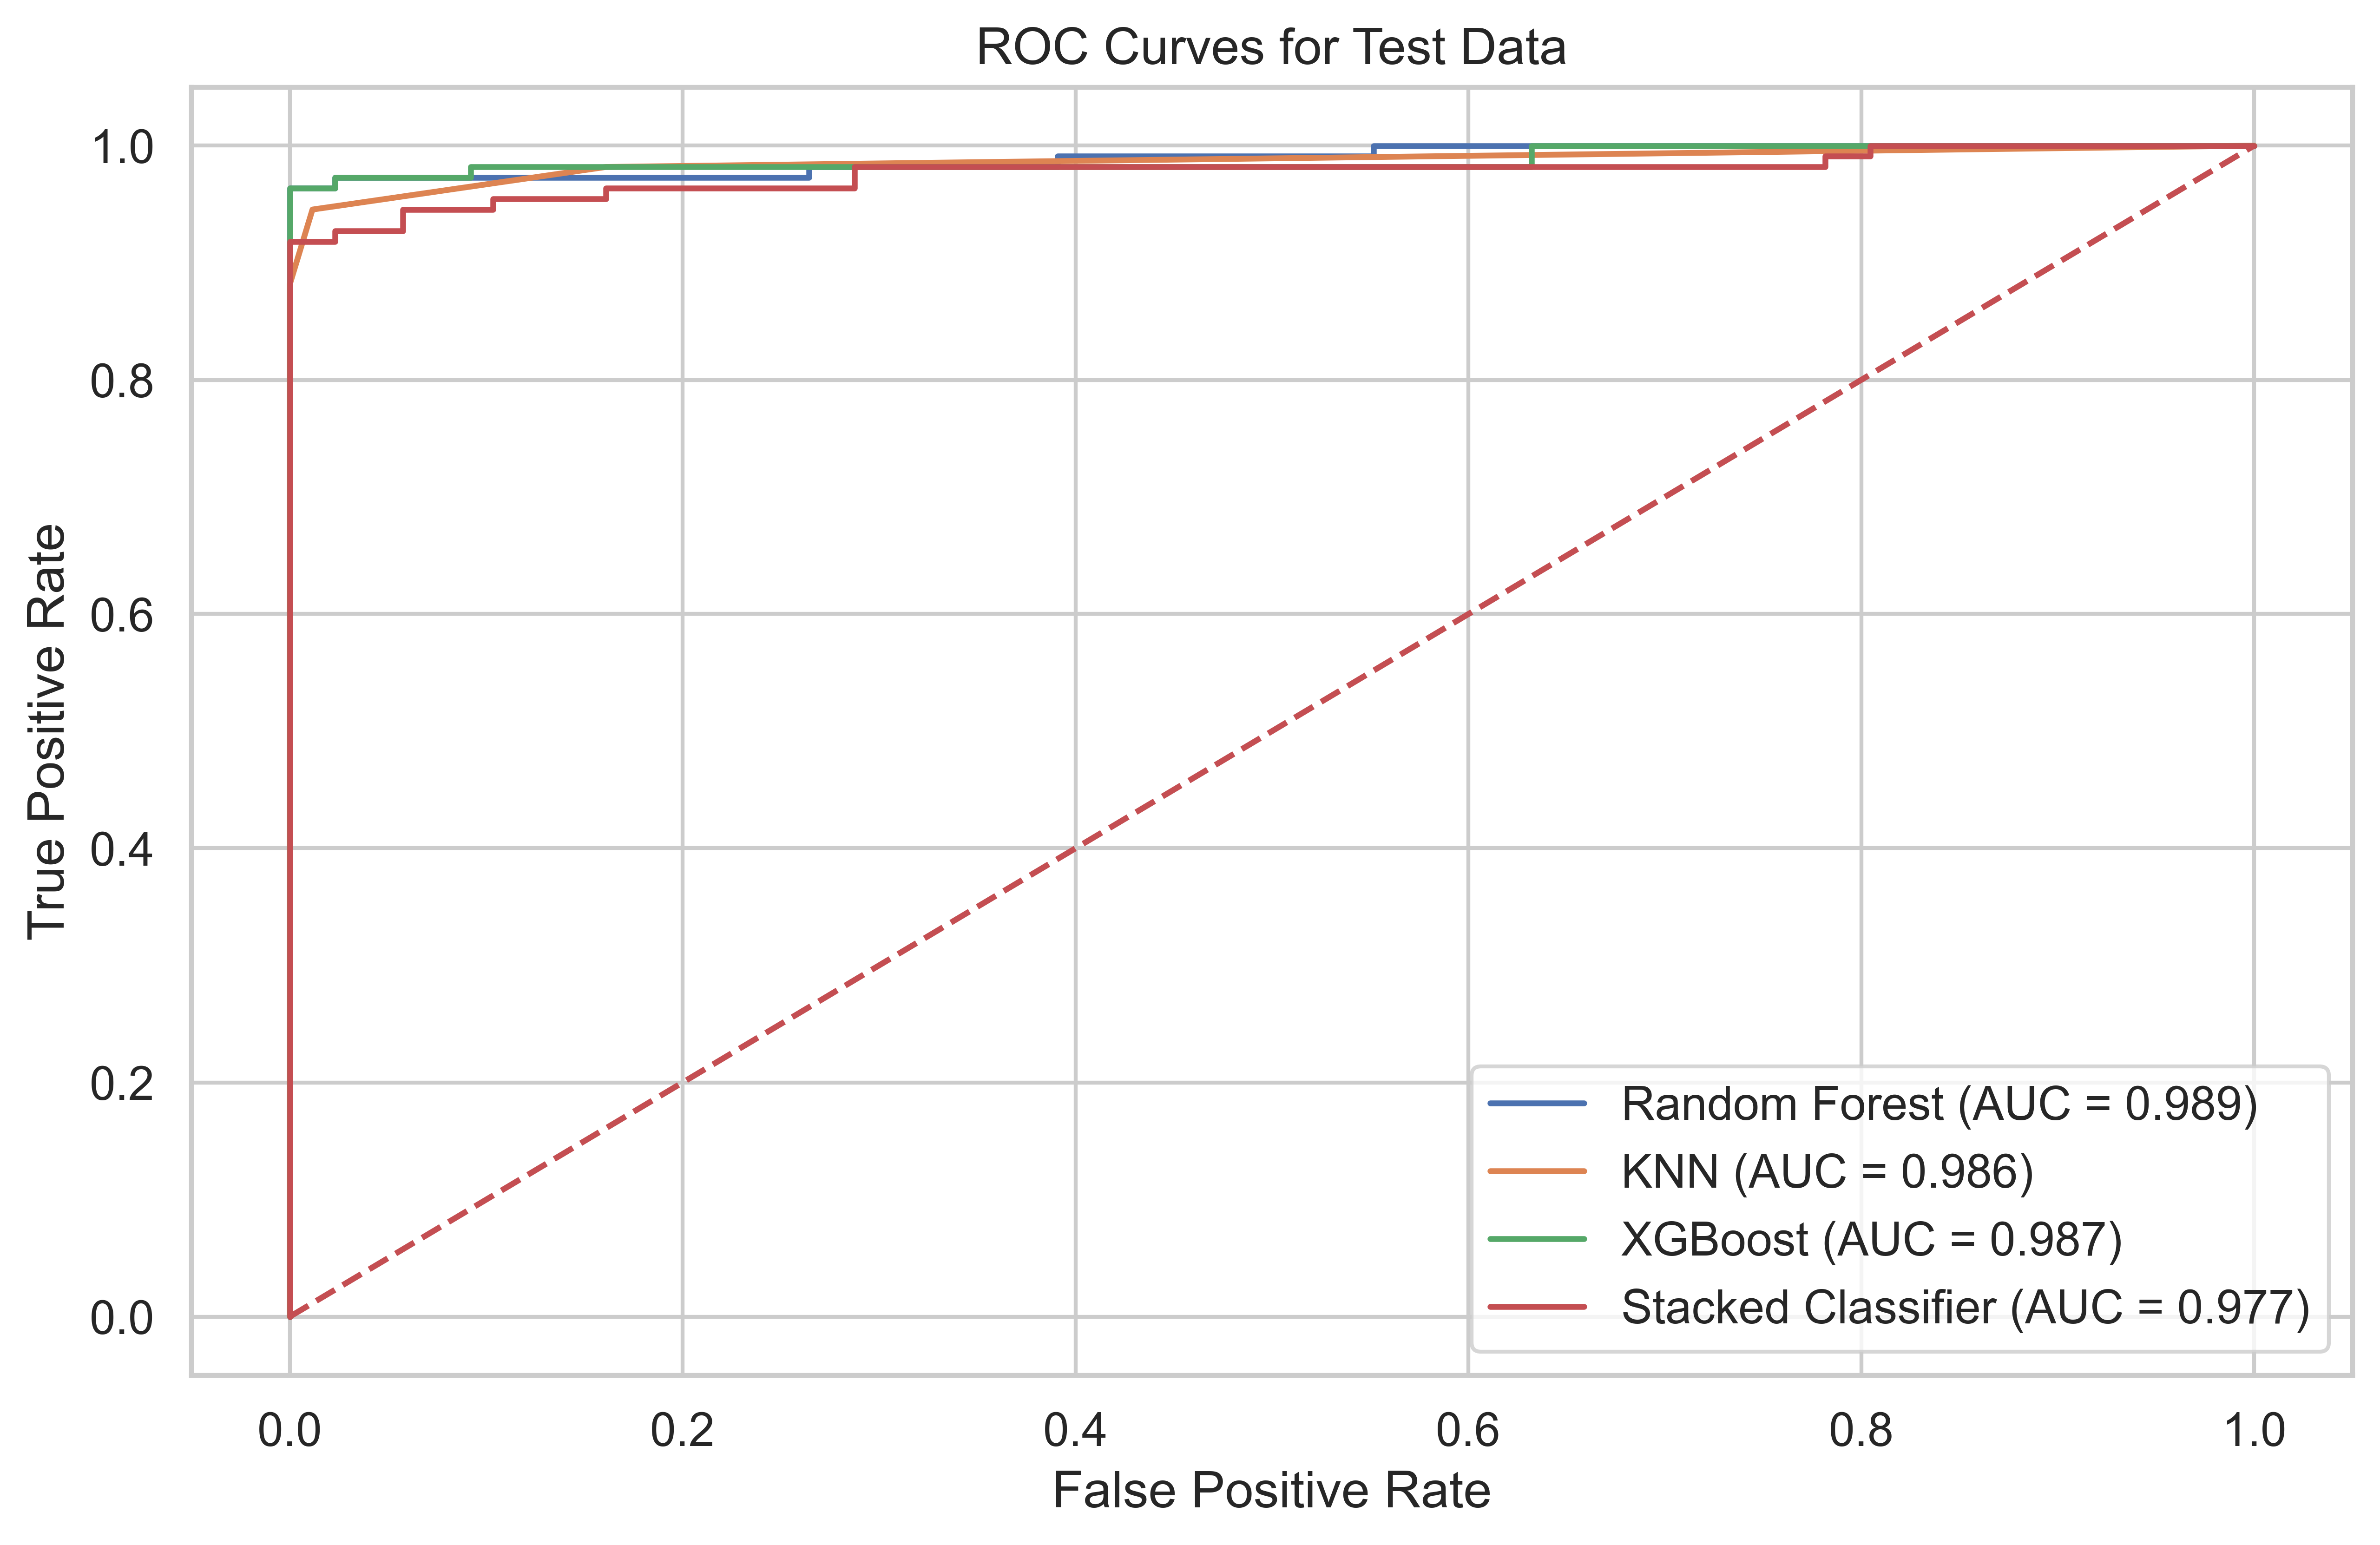 ROC Curves for Test Data
True Positive Rate
1.0
0.8
0.6
0.4
0.2
0.0
Random Forest (AUC = 0.989)
KNN (AUC = 0.986)
XGBoost (AUC = 0.987)
Stacked Classifier (AUC = 0.977)
0.0 0.2 0.4 0.6 0.8 1.0
False Positive Rate